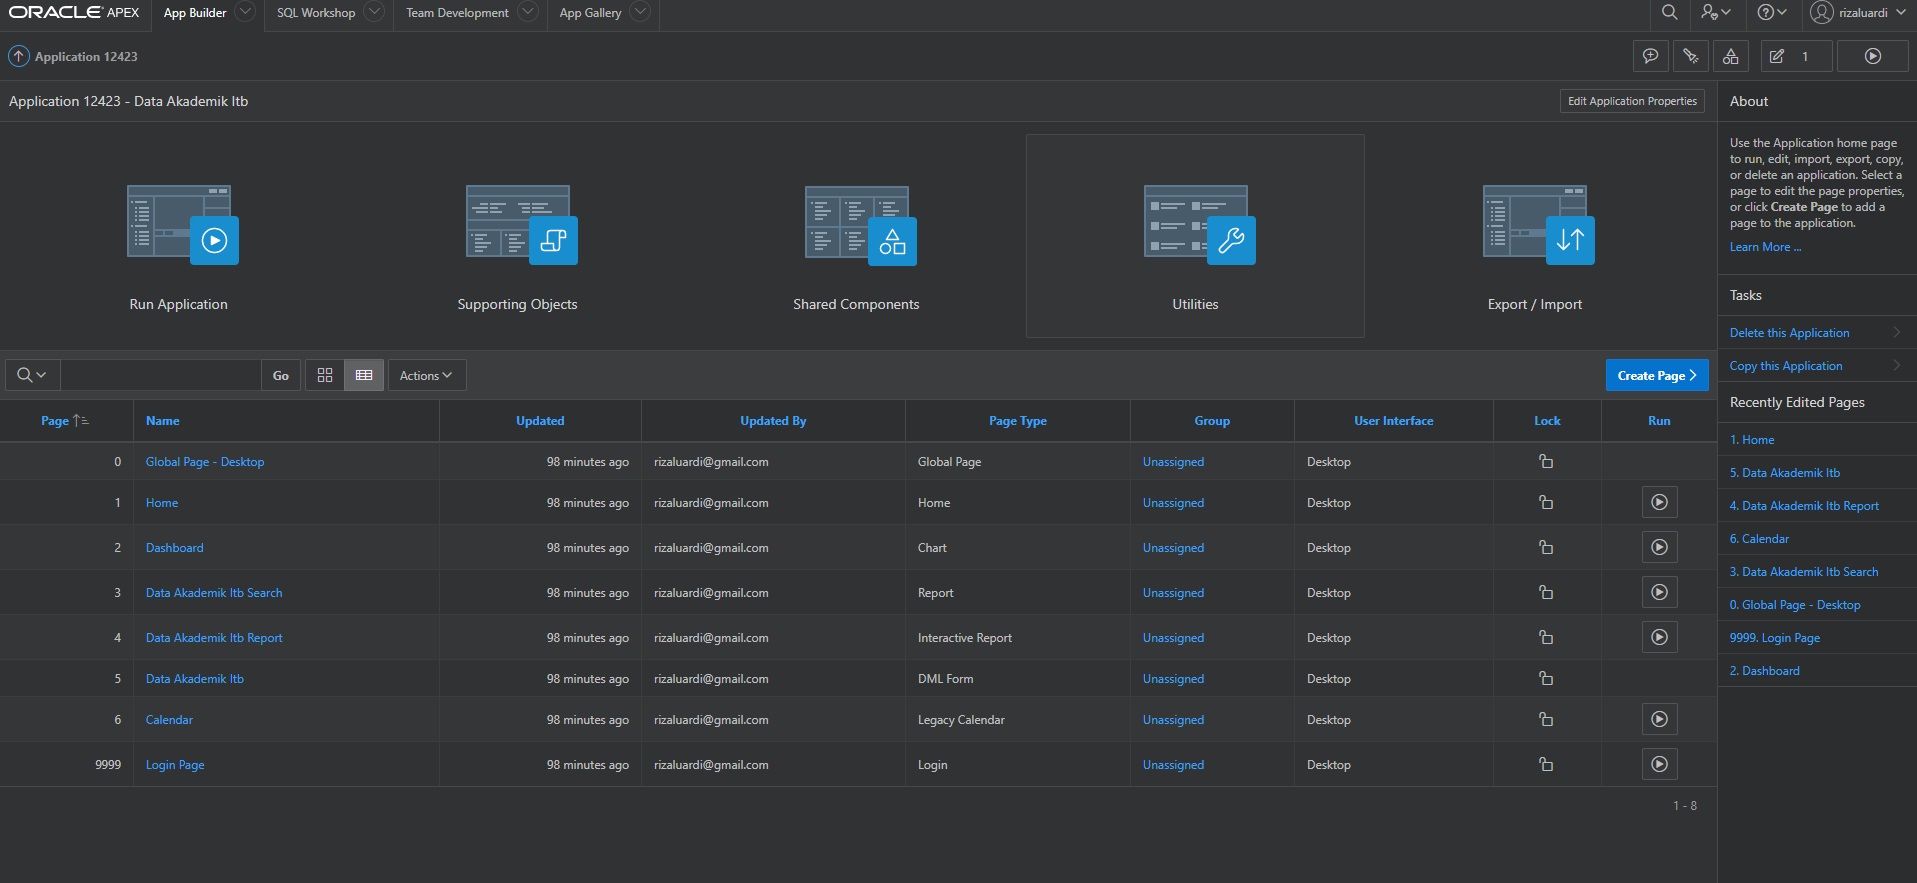 ORACLE APEX App Builder SQL Workshop Team Development App Gallery rizaluardi
Application 12423 1
Application 12423 - Data Akademik Itb Edit Application Properties
Run Application Supporting Objects Shared Components Utilities Export / Import
Go Actions Create Page
Page Name Updated Updated By Page Type Group User Interface Lock Run
0 Global Page - Desktop 98 minutes ago rizaluardi@gmail.com Global Page Unassigned Desktop
1 Home 98 minutes ago rizaluardi@gmail.com Home Unassigned Desktop
2 Dashboard 98 minutes ago rizaluardi@gmail.com Chart Unassigned Desktop
3 Data Akademik Itb Search 98 minutes ago rizaluardi@gmail.com Report Unassigned Desktop
4 Data Akademik Itb Report 98 minutes ago rizaluardi@gmail.com Interactive Report Unassigned Desktop
5 Data Akademik Itb 98 minutes ago rizaluardi@gmail.com DML Form Unassigned Desktop
6 Calendar 98 minutes ago rizaluardi@gmail.com Legacy Calendar Unassigned Desktop
9999 Login Page 98 minutes ago rizaluardi@gmail.com Login Unassigned Desktop
1 - 8
About
Use the Application home page
to run, edit, import, export, copy,
or delete an application. Select a
page to edit the page properties,
or click Create Page to add a
page to the application.
Learn More ...
Tasks
Delete this Application
Copy this Application
Recently Edited Pages
1. Home
5. Data Akademik Itb
4. Data Akademik Itb Report
6. Calendar
3. Data Akademik Itb Search
0. Global Page - Desktop
9999. Login Page
2. Dashboard